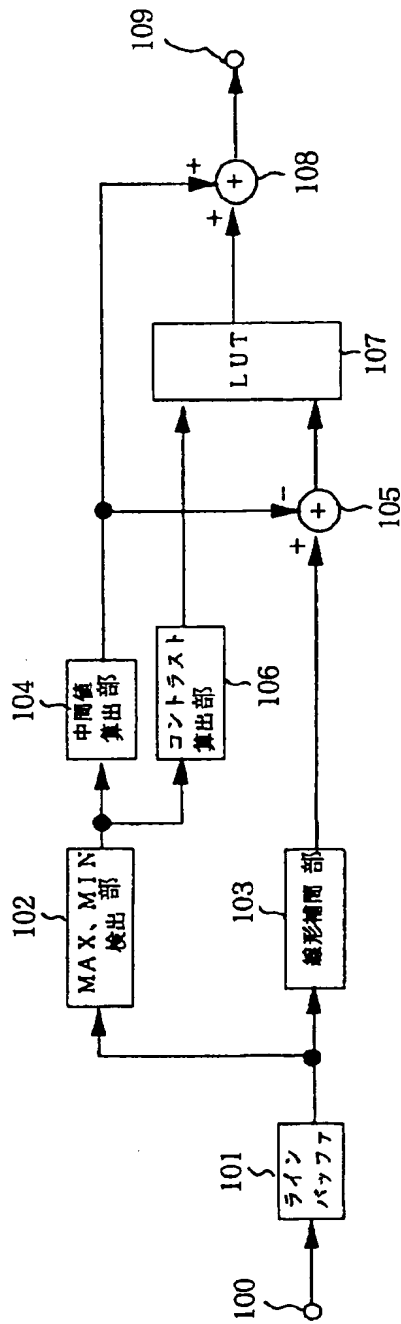 100
101
ライン
バッファ
102
MAX、MIN
検出部
103
線形補間部
104
中間値
算出部
105
+
-
+
106
コントラスト
算出部
107
LUT
108
+
+
+
109